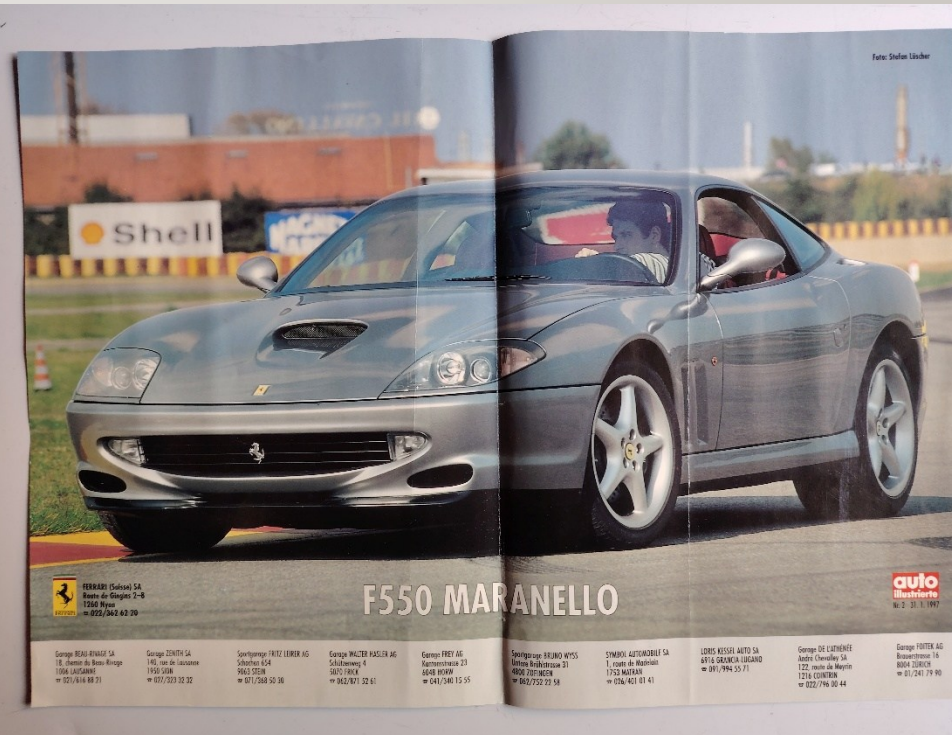 Foto: Stefan Lüscher
IL CAVALLINO
Shell
MAGNETI
F550 MARANELLO
FERRARI (Suisse) SA
Route de Gingins 2-8
1260 Nyon
☎ 022/362 62 20
auto
illustrierte
Nr. 2 · 31. 1. 1997
Garage BEAU-RIVAGE SA
18, chemin du Beau-Rivage
1006 LAUSANNE
☎ 021/616 88 71
Garage ZENITH SA
140, rue de Lausanne
1950 SION
☎ 027/323 32 32
Sportgarage FRITZ LEIRER AG
Schachen 654
9063 STEIN
☎ 071/368 50 30
Garage WALTER HASLER AG
Schützenweg 4
5070 FRICK
☎ 062/871 52 61
Garage FREY AG
Kantonsstrasse 23
6048 HORW
☎ 041/340 15 55
Sportgarage BRUNO WYSS
Untere Brühlstrasse 31
4800 ZOFINGEN
☎ 062/752 22 58
SYMBOL AUTOMOBILE SA
1, route de Madelain
1753 MATRAN
☎ 026/401 01 41
LORIS KESSEL AUTO SA
6916 GRANCIA-LUGANO
☎ 091/994 55 71
Garage DE L'ATHÉNÉE
André Chevalley SA
122, route de Meyrin
1216 COINTRIN
☎ 022/796 00 44
Garage FOITEK AG
Brauerstrasse 16
8004 ZÜRICH
☎ 01/241 79 90